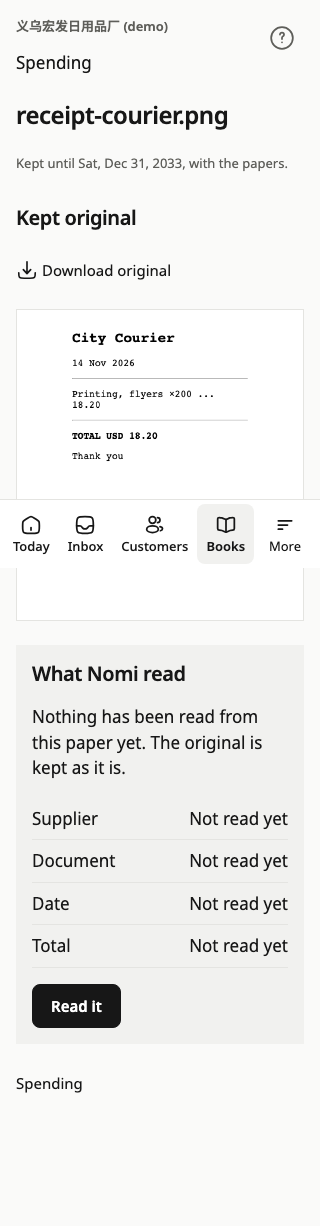 义乌宏发日用品厂 (demo)
Spending
receipt-courier.png
Kept until Sat, Dec 31, 2033, with the papers.
Kept original
Download original
City Courier
14 Nov 2026
Printing, flyers ×200 ...
18.20
TOTAL USD 18.20
Thank you
Today Inbox Customers Books More
What Nomi read
Nothing has been read from
this paper yet. The original is
kept as it is.
Supplier Not read yet
Document Not read yet
Date Not read yet
Total Not read yet
Read it
Spending